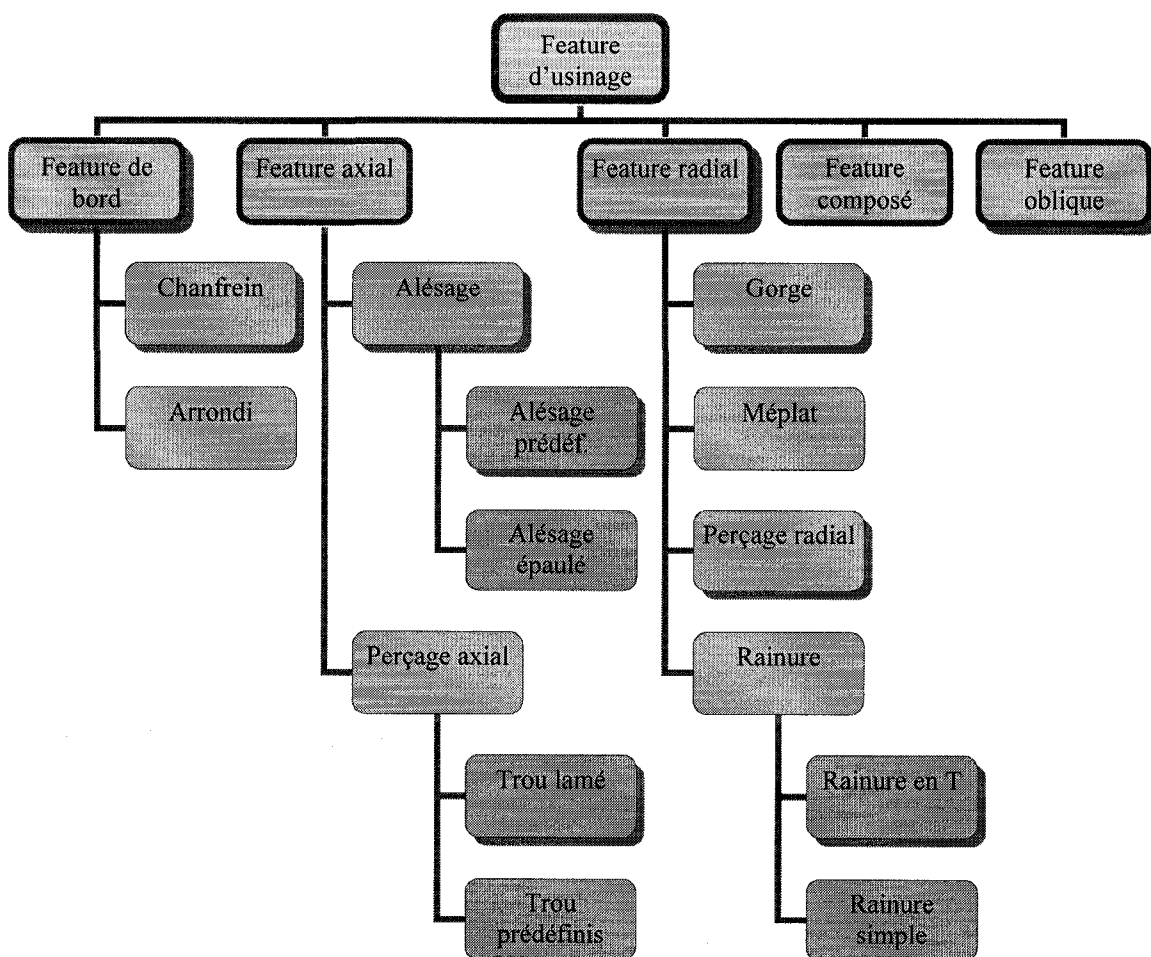 Feature
d'usinage
Feature de
bord
Feature axial
Feature radial
Feature
composé
Feature
oblique
Chanfrein
Arrondi
Alésage
Alésage
prédéf.
Alésage
épaulé
Perçage axial
Trou lamé
Trou
prédéfinis
Gorge
Méplat
Perçage radial
Rainure
Rainure en T
Rainure
simple